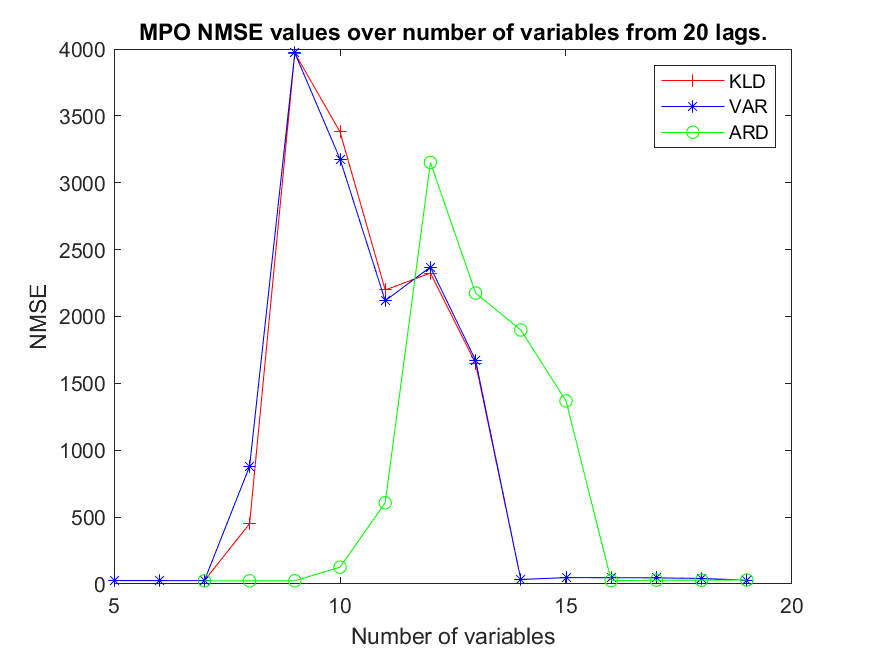 MPO NMSE values over number of variables from 20 lags.
4000
3500
3000
2500
2000
1500
1000
500
0
NMSE
KLD
VAR
ARD
5 10 15 20
Number of variables